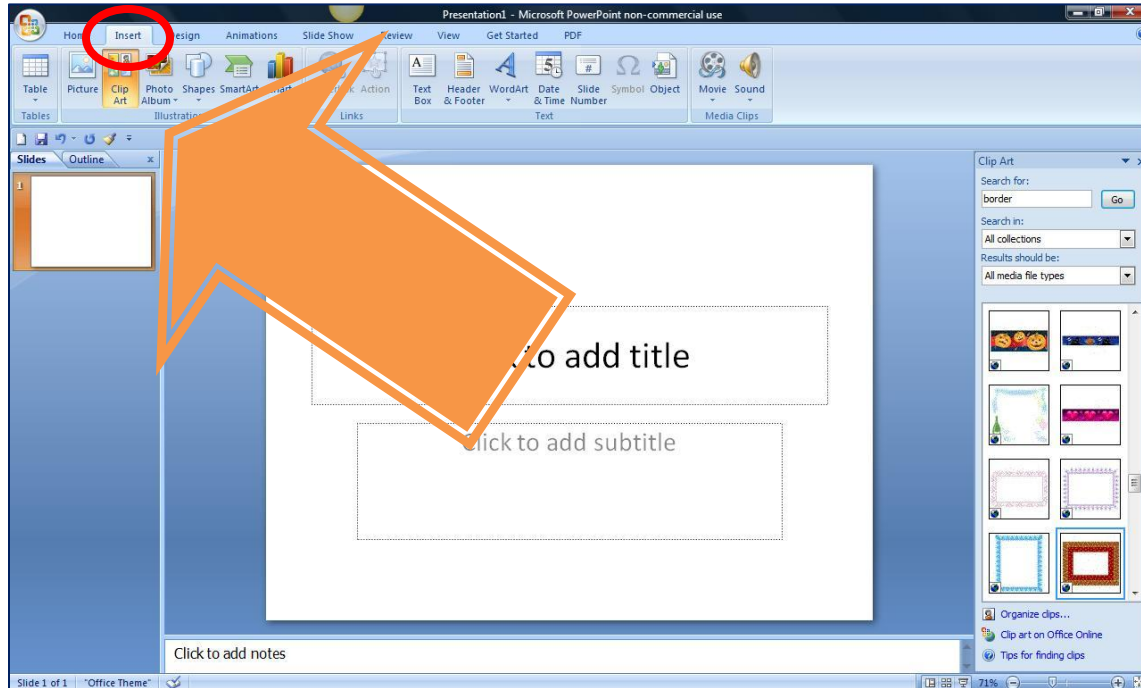 Presentation1 - Microsoft PowerPoint non-commercial use
Insert Animations Slide Show View Get Started PDF
Table Picture Clip Art Photo Album Shapes SmartArt Action Text Box Header & Footer WordArt Date & Time Slide Number Symbol Object Movie Sound
Tables Links Text Media Clips
Slides Outline x
1
Clip Art
Search for:
border Go
Search in:
All collections
Results should be:
All media file types
to add title
Click to add subtitle
Organize clips...
Clip art on Office Online
Tips for finding clips
Click to add notes
Slide 1 of 1 "Office Theme" 71%